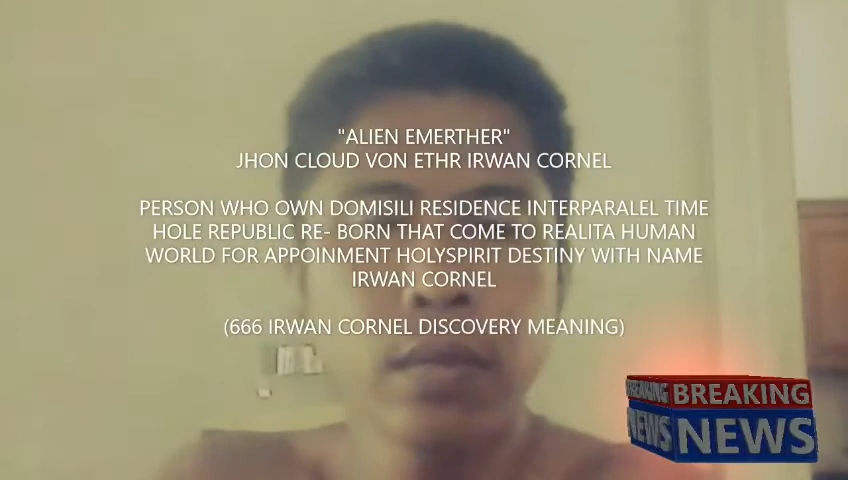 "ALIEN EMERTHER"
JHON CLOUD VON ETHR IRWAN CORNEL
PERSON WHO OWN DOMISILI RESIDENCE INTERPARALEL TIME
HOLE REPUBLIC RE- BORN THAT COME TO REALITA HUMAN
WORLD FOR APPOINMENT HOLYSPIRIT DESTINY WITH NAME
IRWAN CORNEL
(666 IRWAN CORNEL DISCOVERY MEANING)
BREAKING BREAKING
NEWS NEWS